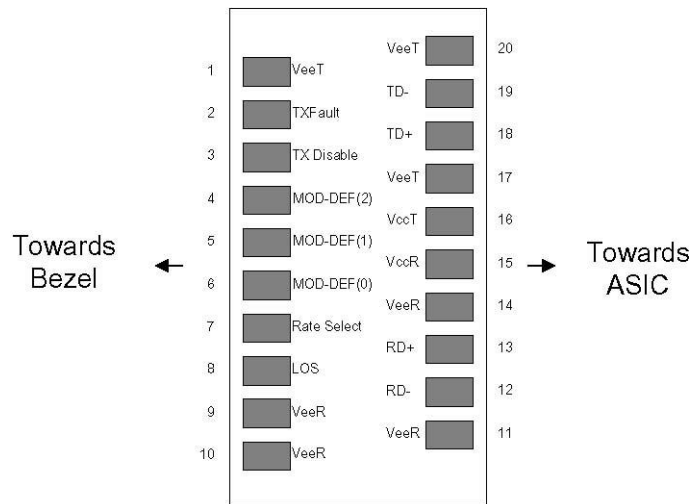 VeeT 20
1 VeeT
TD- 19
2 TXFault
TD+ 18
3 TX Disable
VeeT 17
4 MOD-DEF(2)
VccT 16
5 MOD-DEF(1)
VccR 15
6 MOD-DEF(0)
VeeR 14
7 Rate Select
RD+ 13
8 LOS
RD- 12
9 VeeR
VeeR 11
10 VeeR
Towards
Bezel
Towards
ASIC